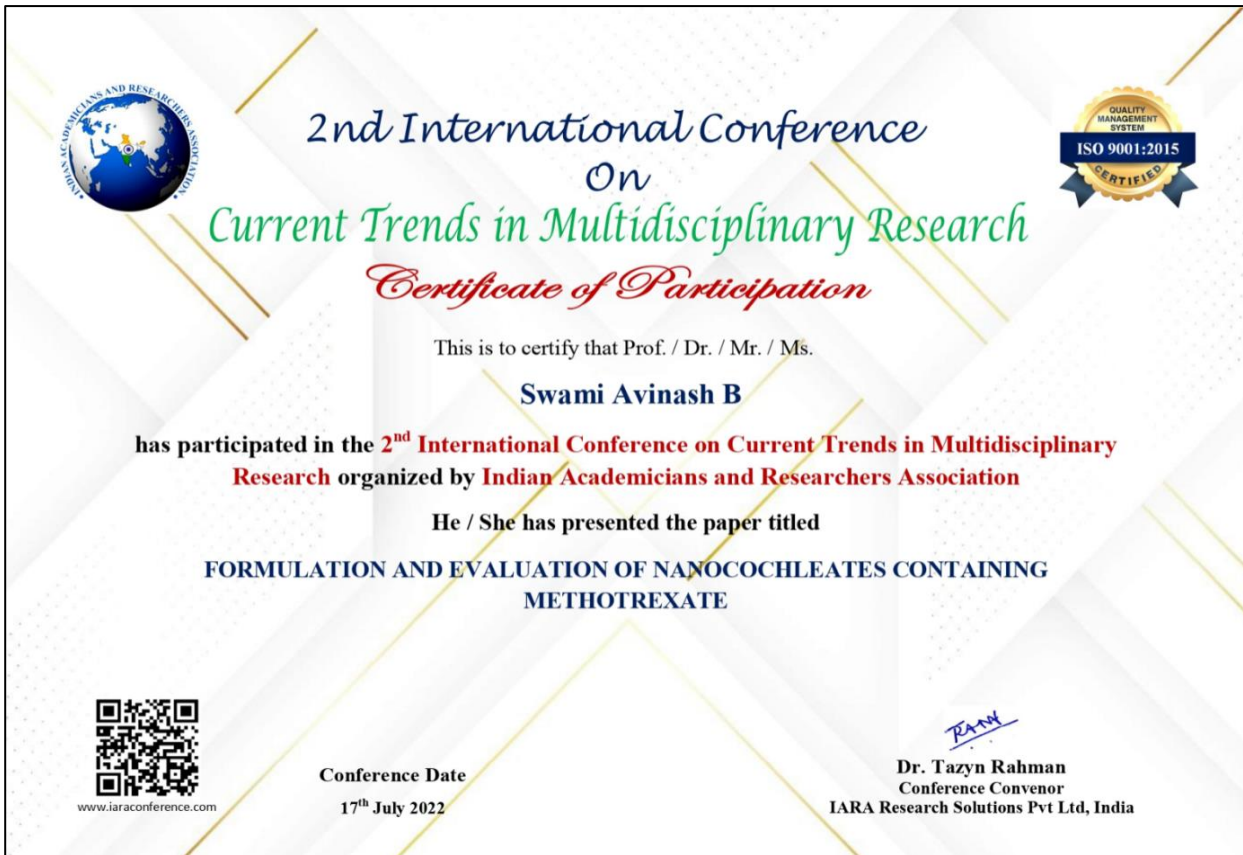 INDIAN ACADEMICIANS AND RESEARCHERS ASSOCIATION
QUALITY
MANAGEMENT
SYSTEM
ISO 9001:2015
CERTIFIED
2nd International Conference
On
Current Trends in Multidisciplinary Research
Certificate of Participation
This is to certify that Prof. / Dr. / Mr. / Ms.
Swami Avinash B
has participated in the 2nd International Conference on Current Trends in Multidisciplinary
Research organized by Indian Academicians and Researchers Association
He / She has presented the paper titled
FORMULATION AND EVALUATION OF NANOCOCHLEATES CONTAINING
METHOTREXATE
www.iaraconference.com
Conference Date
17th July 2022
Dr. Tazyn Rahman
Conference Convenor
IARA Research Solutions Pvt Ltd, India